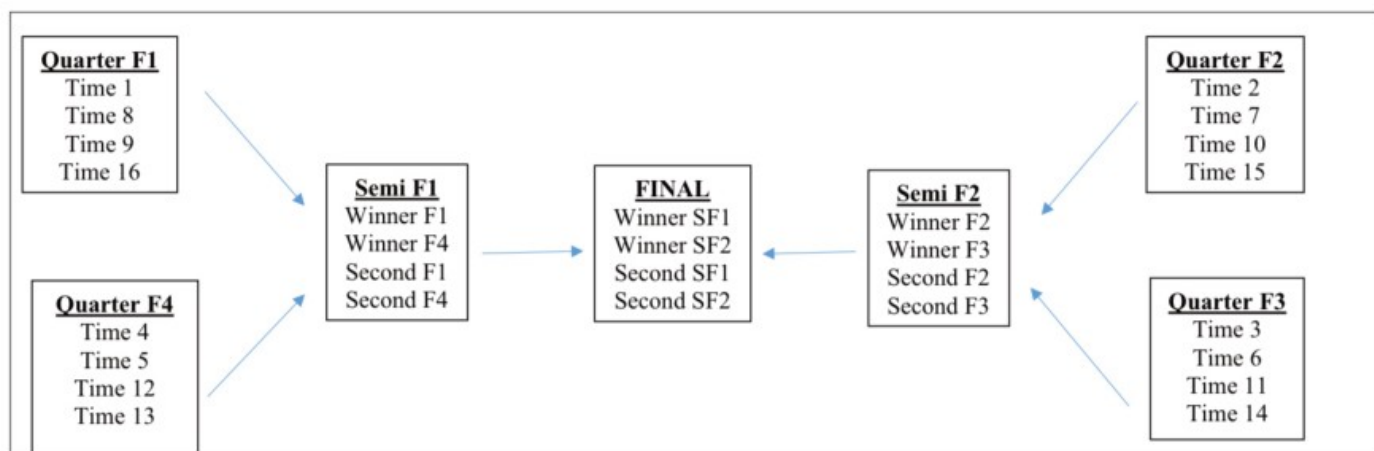 Quarter F1
Time 1
Time 8
Time 9
Time 16
Quarter F4
Time 4
Time 5
Time 12
Time 13
Semi F1
Winner F1
Winner F4
Second F1
Second F4
FINAL
Winner SF1
Winner SF2
Second SF1
Second SF2
Semi F2
Winner F2
Winner F3
Second F2
Second F3
Quarter F2
Time 2
Time 7
Time 10
Time 15
Quarter F3
Time 3
Time 6
Time 11
Time 14